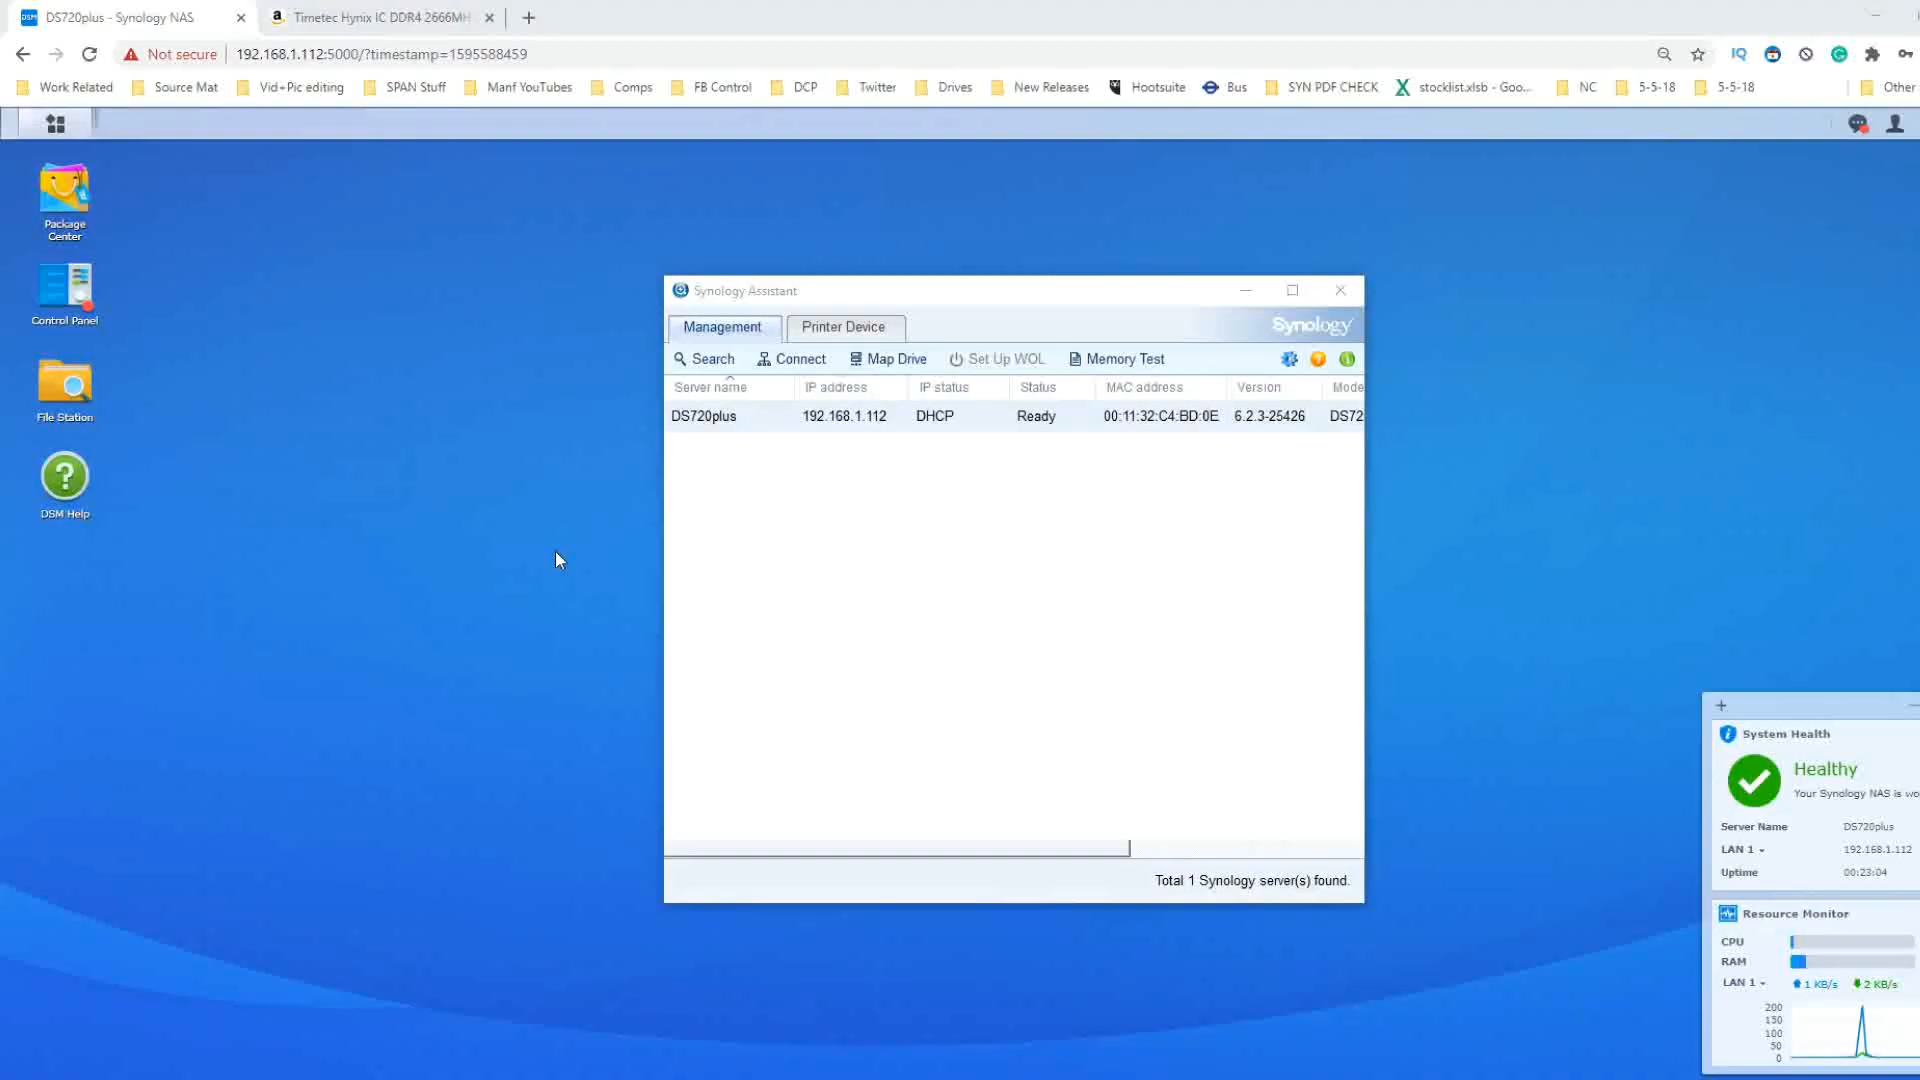 DS720plus - Synology NAS
Timetec Hynix IC DDR4 2666MH
Not secure
192.168.1.112:5000/?timestamp=1595588459
Work Related
Source Mat
Vid+Pic editing
SPAN Stuff
Manf YouTubes
Comps
FB Control
DCP
Twitter
Drives
New Releases
Hootsuite
Bus
SYN PDF CHECK
stocklist.xlsb - Goo...
NC
5-5-18
5-5-18
Other
Package
Center
Control Panel
File Station
DSM Help
Synology Assistant
Management
Printer Device
Synology
Search
Connect
Map Drive
Set Up WOL
Memory Test
Server name
IP address
IP status
Status
MAC address
Version
Mode
DS720plus
192.168.1.112
DHCP
Ready
00:11:32:C4:BD:0E
6.2.3-25426
DS72
Total 1 Synology server(s) found.
System Health
Healthy
Your Synology NAS is wo
Server Name
DS720plus
LAN 1
192.168.1.112
Uptime
00:23:04
Resource Monitor
CPU
RAM
LAN 1
1 KB/s
2 KB/s
200
150
100
50
0